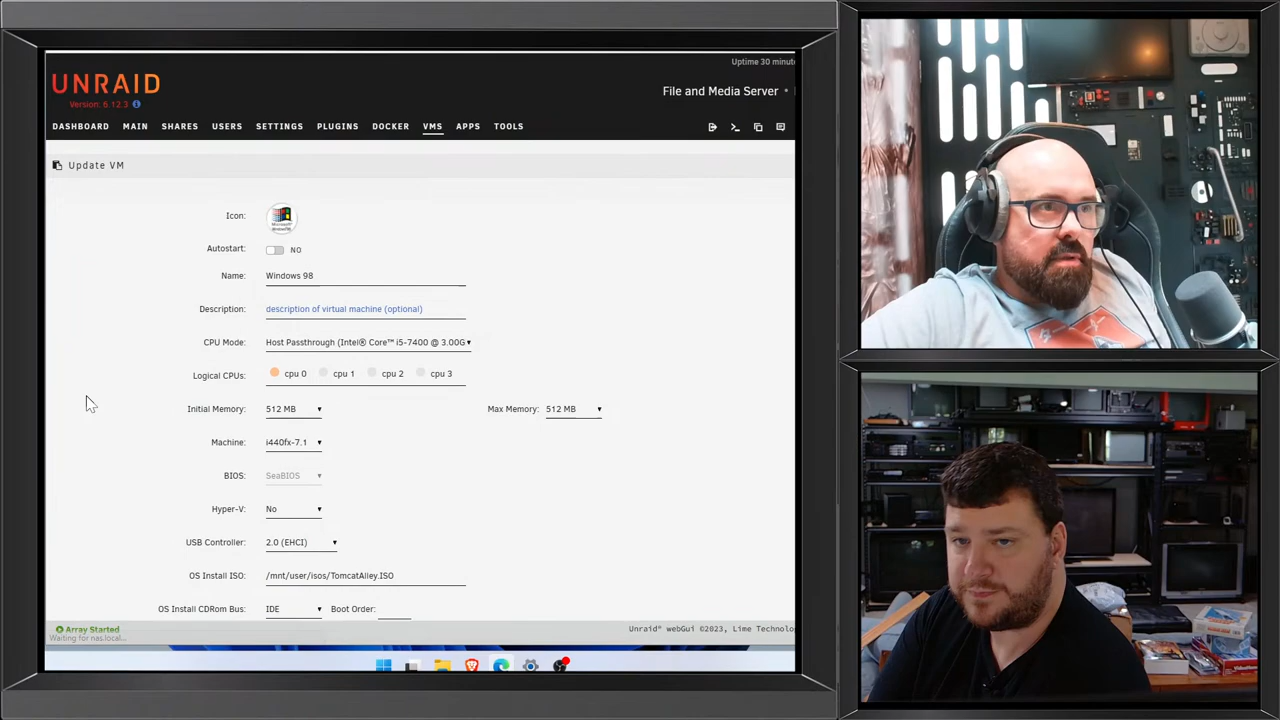 Uptime 30 minut
UNRAID
Version: 6.12.3
File and Media Server •
DASHBOARD MAIN SHARES USERS SETTINGS PLUGINS DOCKER VMS APPS TOOLS
Update VM
Icon:
Autostart: NO
Name: Windows 98
Description: description of virtual machine (optional)
CPU Mode: Host Passthrough (Intel® Core™ i5-7400 @ 3.00G
Logical CPUs: cpu 0 cpu 1 cpu 2 cpu 3
Initial Memory: 512 MB Max Memory: 512 MB
Machine: i440fx-7.1
BIOS: SeaBIOS
Hyper-V: No
USB Controller: 2.0 (EHCI)
OS Install ISO: /mnt/user/isos/TomcatAlley.ISO
OS Install CDRom Bus: IDE Boot Order:
Array Started
Waiting for nas.local...
Unraid® webGui ©2023, Lime Technolo